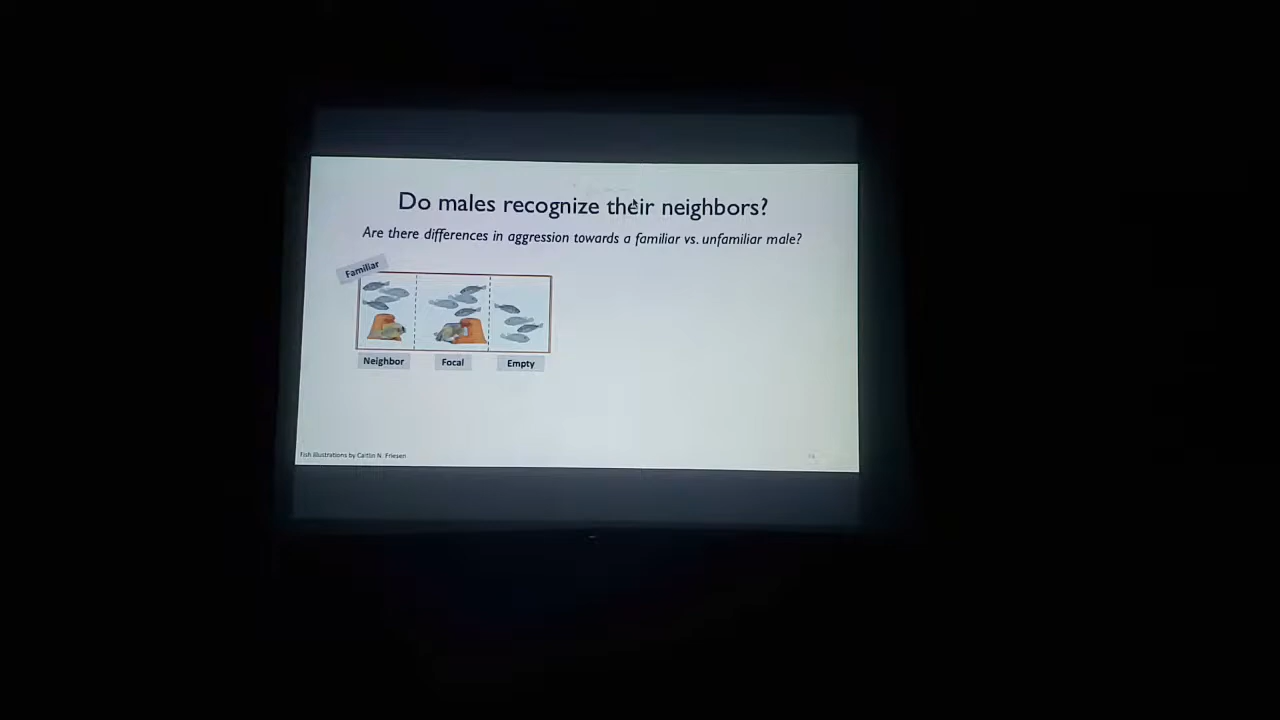 Do males recognize their neighbors?
Are there differences in aggression towards a familiar vs. unfamiliar male?
Familiar
Neighbor
Focal
Empty
Fish illustrations by Caitlin N. Friesen